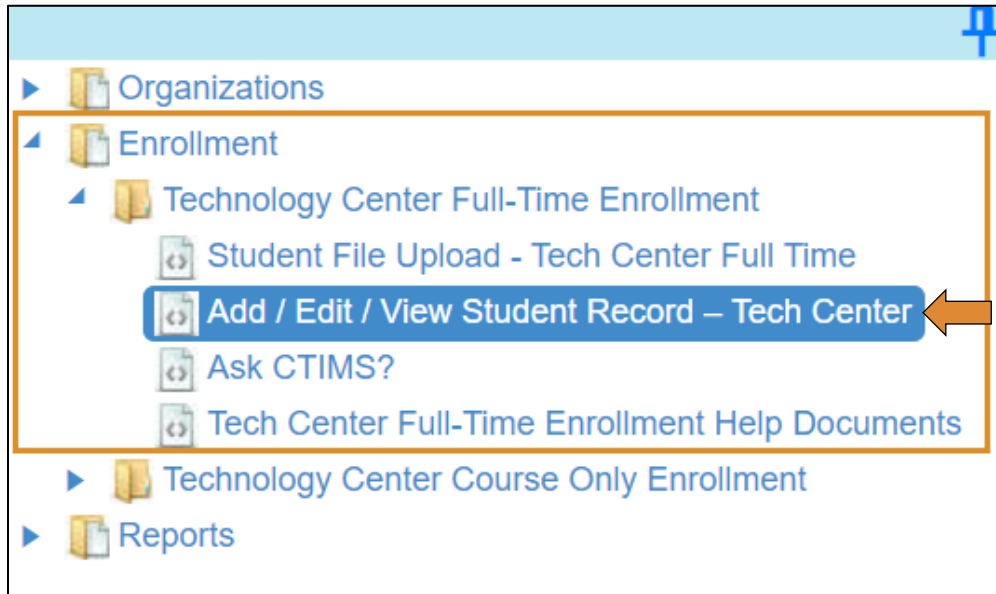 Organizations
Enrollment
Technology Center Full-Time Enrollment
Student File Upload - Tech Center Full Time
Add / Edit / View Student Record – Tech Center
Ask CTIMS?
Tech Center Full-Time Enrollment Help Documents
Technology Center Course Only Enrollment
Reports